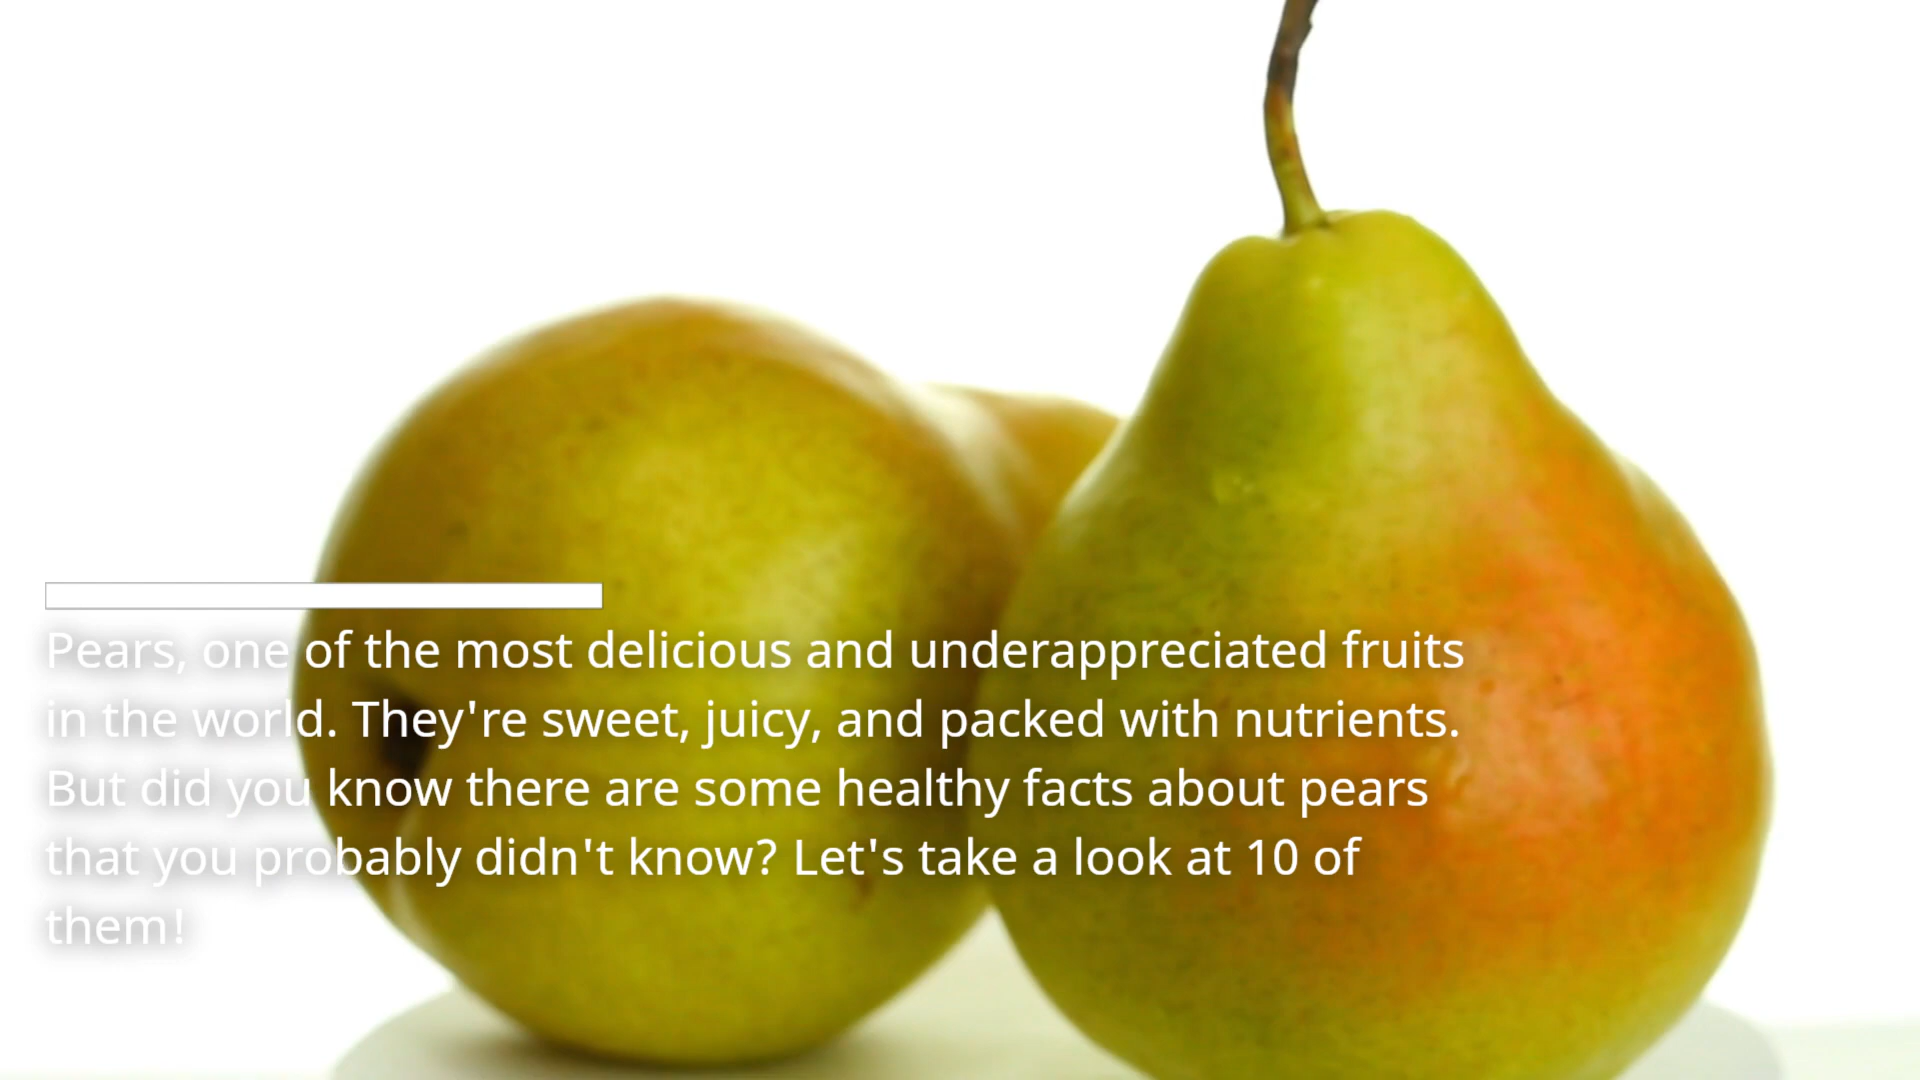 Pears, one of the most delicious and underappreciated fruits
in the world. They're sweet, juicy, and packed with nutrients.
But did you know there are some healthy facts about pears
that you probably didn't know? Let's take a look at 10 of
them!